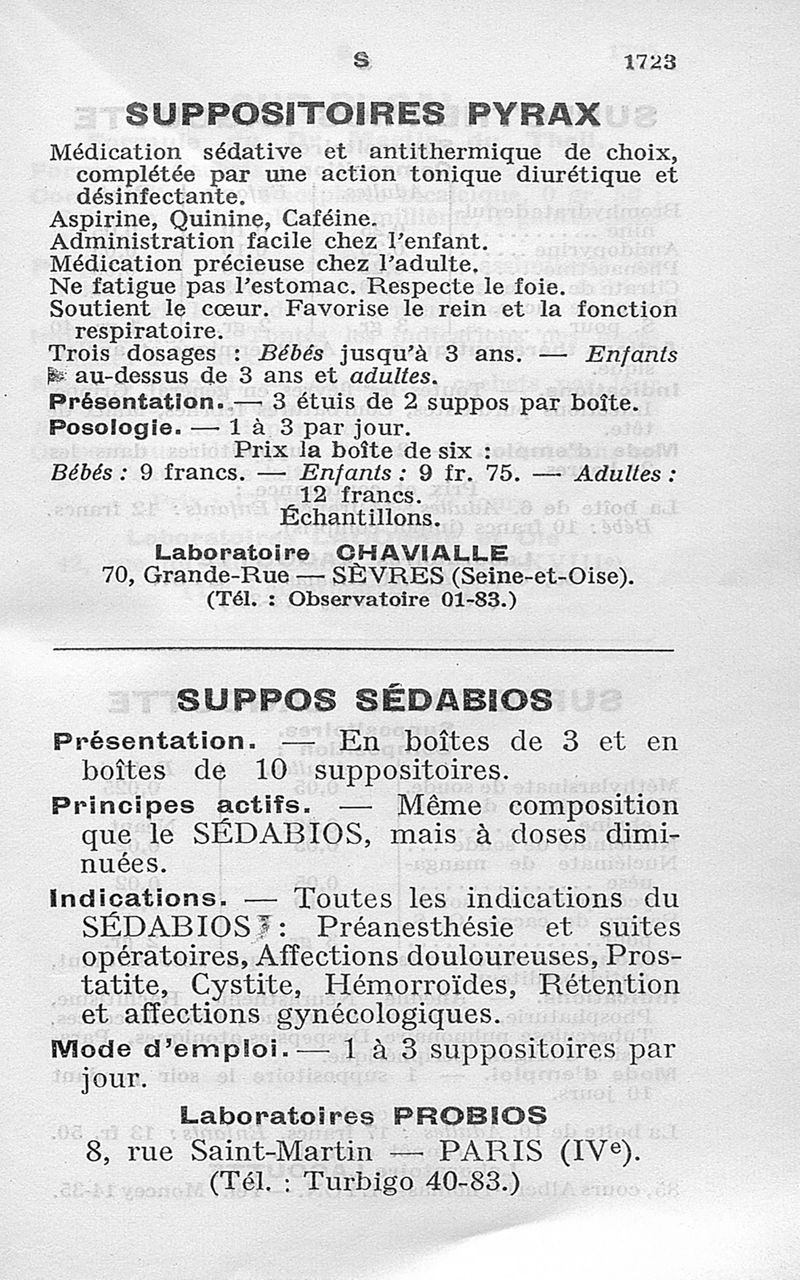 S 1723
SUPPOSITOIRES PYRAX
Médication sédative et antithermique de choix,
complétée par une action tonique diurétique et
désinfectante.
Aspirine, Quinine, Caféine.
Administration facile chez l'enfant.
Médication précieuse chez l'adulte.
Ne fatigue pas l'estomac. Respecte le foie.
Soutient le cœur. Favorise le rein et la fonction
respiratoire.
Trois dosages : Bébés jusqu'à 3 ans. — Enfants
au-dessus de 3 ans et adultes.
Présentation. — 3 étuis de 2 suppos par boîte.
Posologie. — 1 à 3 par jour.
Prix la boîte de six :
Bébés : 9 francs. — Enfants : 9 fr. 75. — Adultes :
12 francs.
Échantillons.
Laboratoire CHAVIALLE
70, Grande-Rue — SÈVRES (Seine-et-Oise).
(Tél. : Observatoire 01-83.)
SUPPOS SÉDABIOS
Présentation. — En boîtes de 3 et en
boîtes de 10 suppositoires.
Principes actifs. — Même composition
que le SÉDABIOS, mais à doses dimi-
nuées.
Indications. — Toutes les indications du
SÉDABIOS : Préanesthésie et suites
opératoires, Affections douloureuses, Pros-
tatite, Cystite, Hémorroïdes, Rétention
et affections gynécologiques.
Mode d'emploi. — 1 à 3 suppositoires par
jour.
Laboratoires PROBIOS
8, rue Saint-Martin — PARIS (IVe).
(Tél. : Turbigo 40-83.)